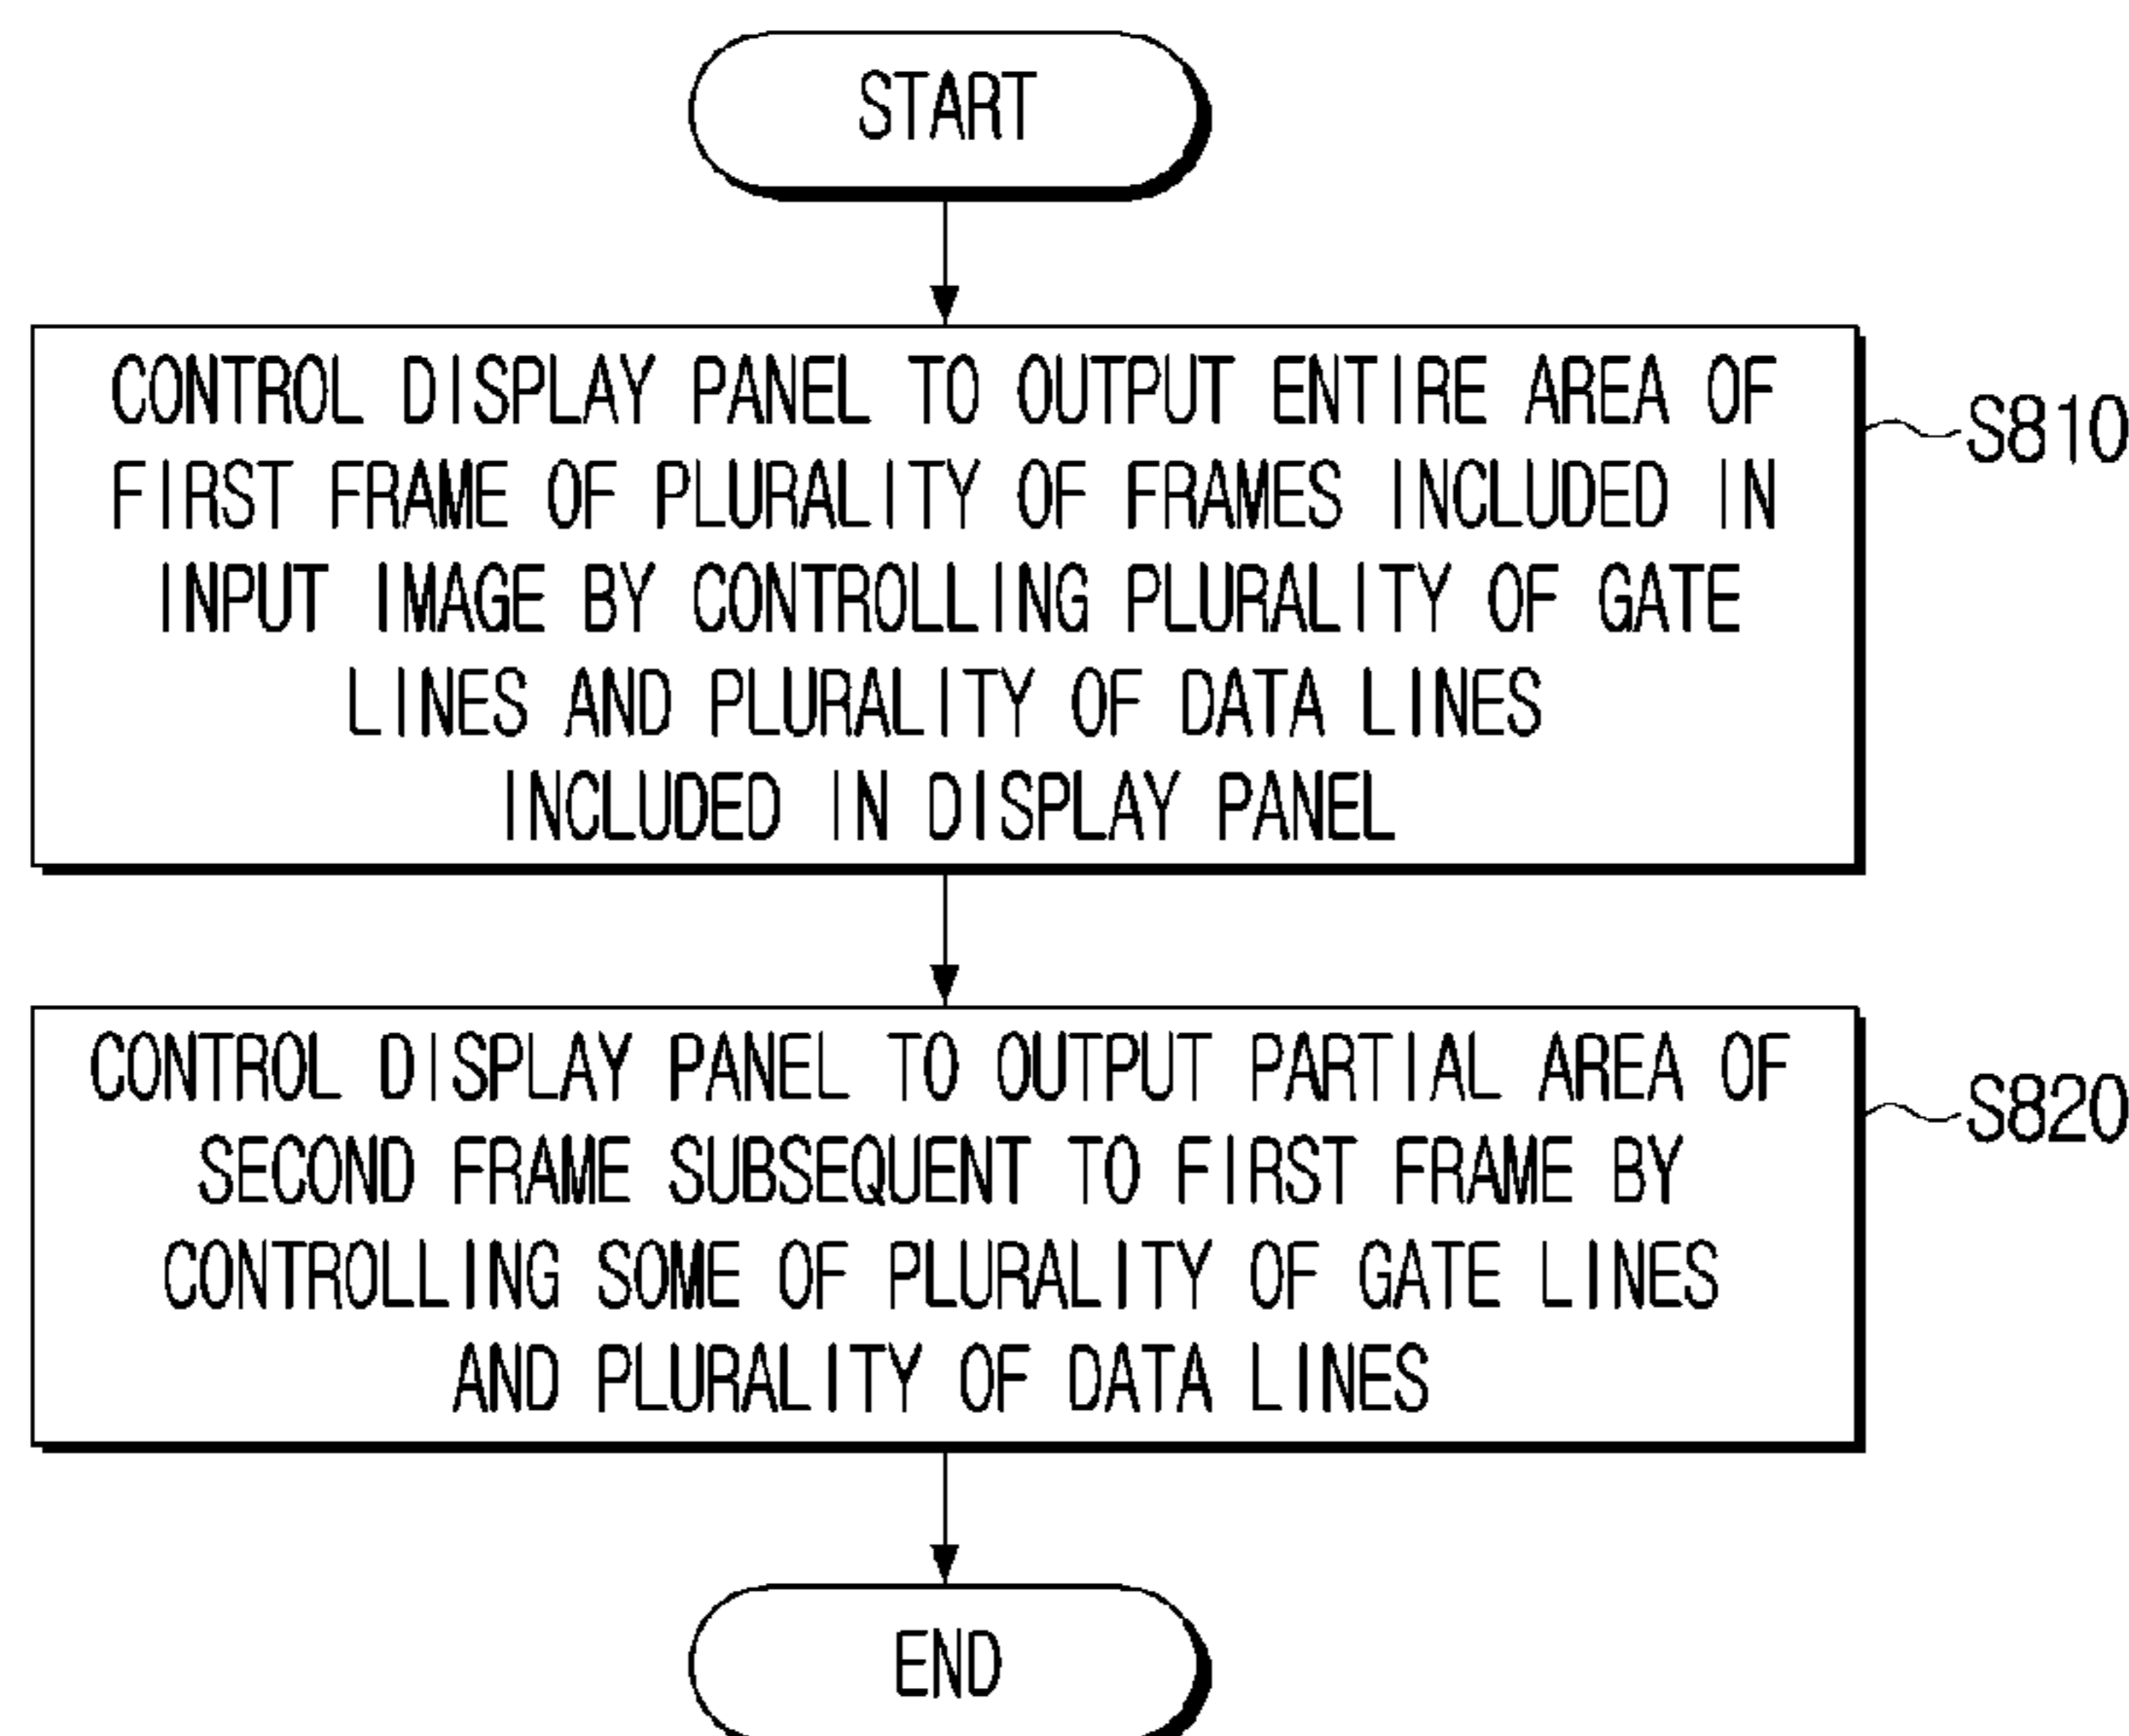 START
CONTROL DISPLAY PANEL TO OUTPUT ENTIRE AREA OF
FIRST FRAME OF PLURALITY OF FRAMES INCLUDED IN
INPUT IMAGE BY CONTROLLING PLURALITY OF GATE
LINES AND PLURALITY OF DATA LINES
INCLUDED IN DISPLAY PANEL
S810
CONTROL DISPLAY PANEL TO OUTPUT PARTIAL AREA OF
SECOND FRAME SUBSEQUENT TO FIRST FRAME BY
CONTROLLING SOME OF PLURALITY OF GATE LINES
AND PLURALITY OF DATA LINES
S820
END